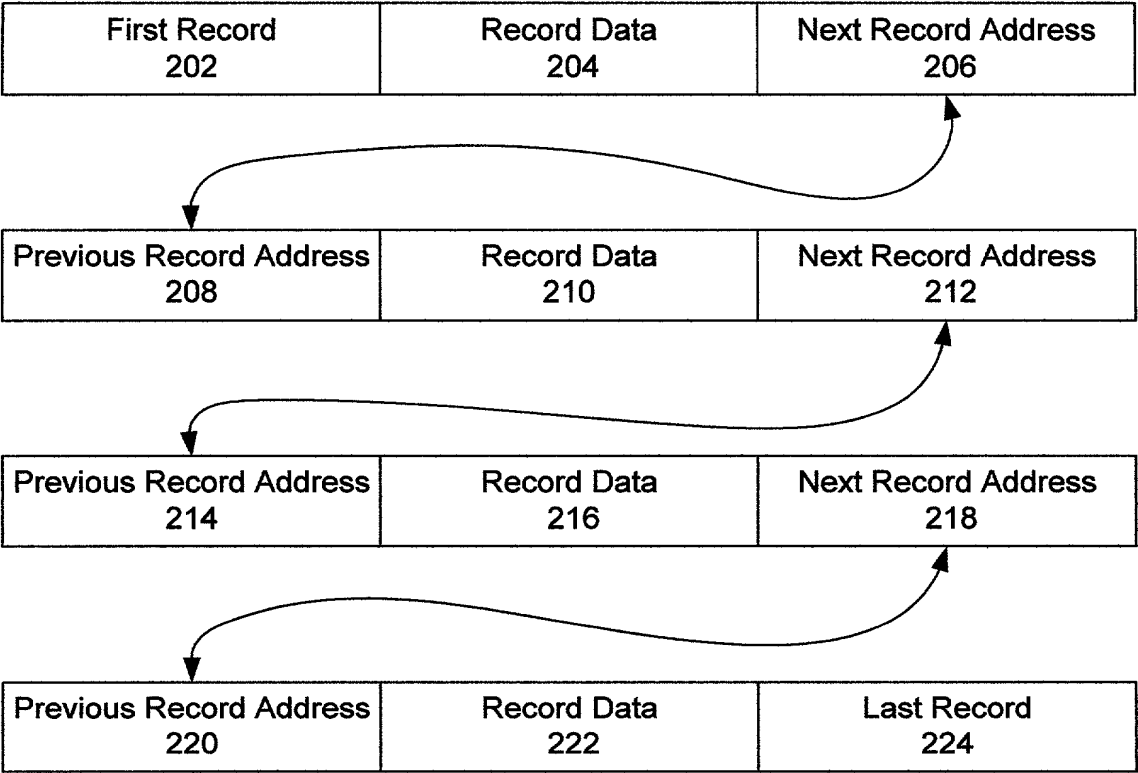 First Record Record Data Next Record Address
202 204 206
Previous Record Address Record Data Next Record Address
208 210 212
Previous Record Address Record Data Next Record Address
214 216 218
Previous Record Address Record Data Last Record
220 222 224